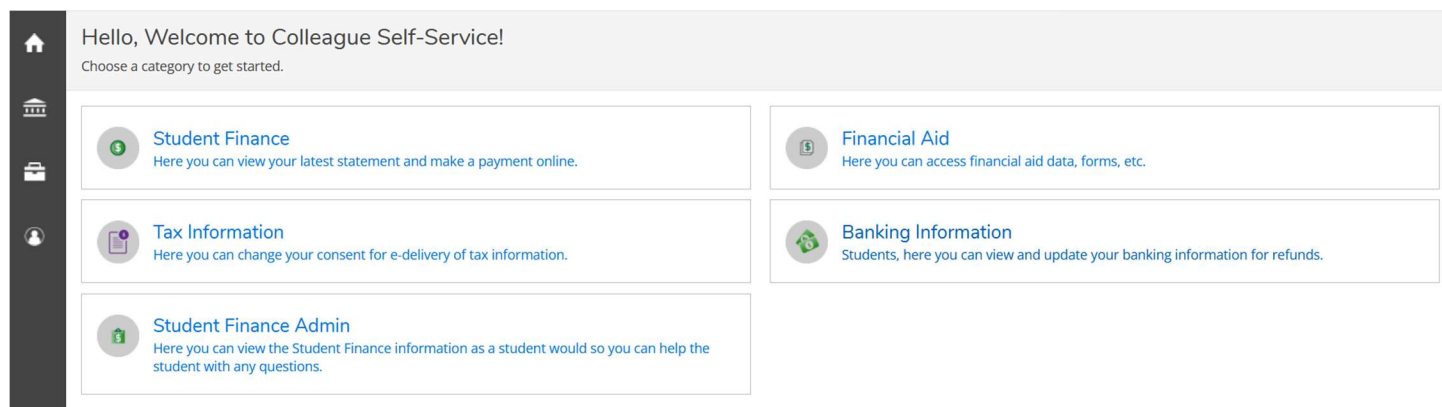 Hello, Welcome to Colleague Self-Service!
Choose a category to get started.
Student Finance
Here you can view your latest statement and make a payment online.
Financial Aid
Here you can access financial aid data, forms, etc.
Tax Information
Here you can change your consent for e-delivery of tax information.
Banking Information
Students, here you can view and update your banking information for refunds.
Student Finance Admin
Here you can view the Student Finance information as a student would so you can help the
student with any questions.